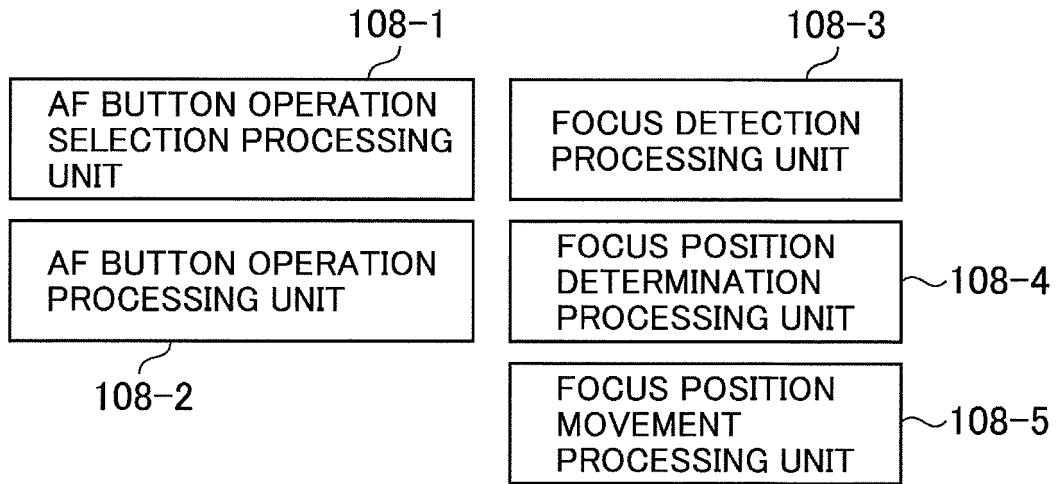 108-1
AF BUTTON OPERATION
SELECTION PROCESSING
UNIT
AF BUTTON OPERATION
PROCESSING UNIT
108-2
108-3
FOCUS DETECTION
PROCESSING UNIT
FOCUS POSITION
DETERMINATION
PROCESSING UNIT
108-4
FOCUS POSITION
MOVEMENT
PROCESSING UNIT
108-5